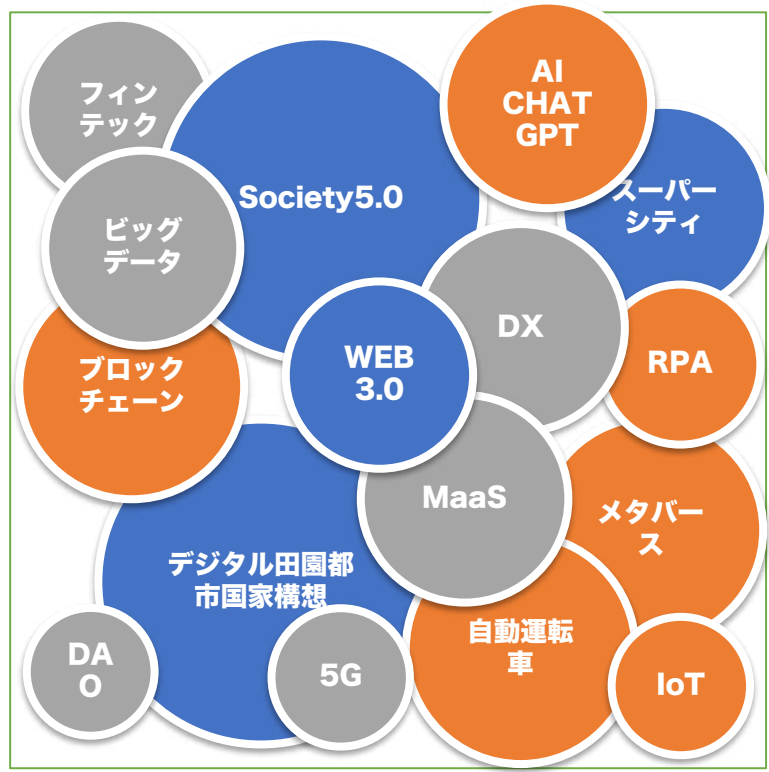 フィン
テック
AI
CHAT
GPT
Society5.0
スーパー
シティ
ビッグ
データ
DX
WEB
3.0
RPA
ブロック
チェーン
MaaS
メタバー
ス
デジタル田園都
市国家構想
自動運転
車
DA
O
5G
IoT